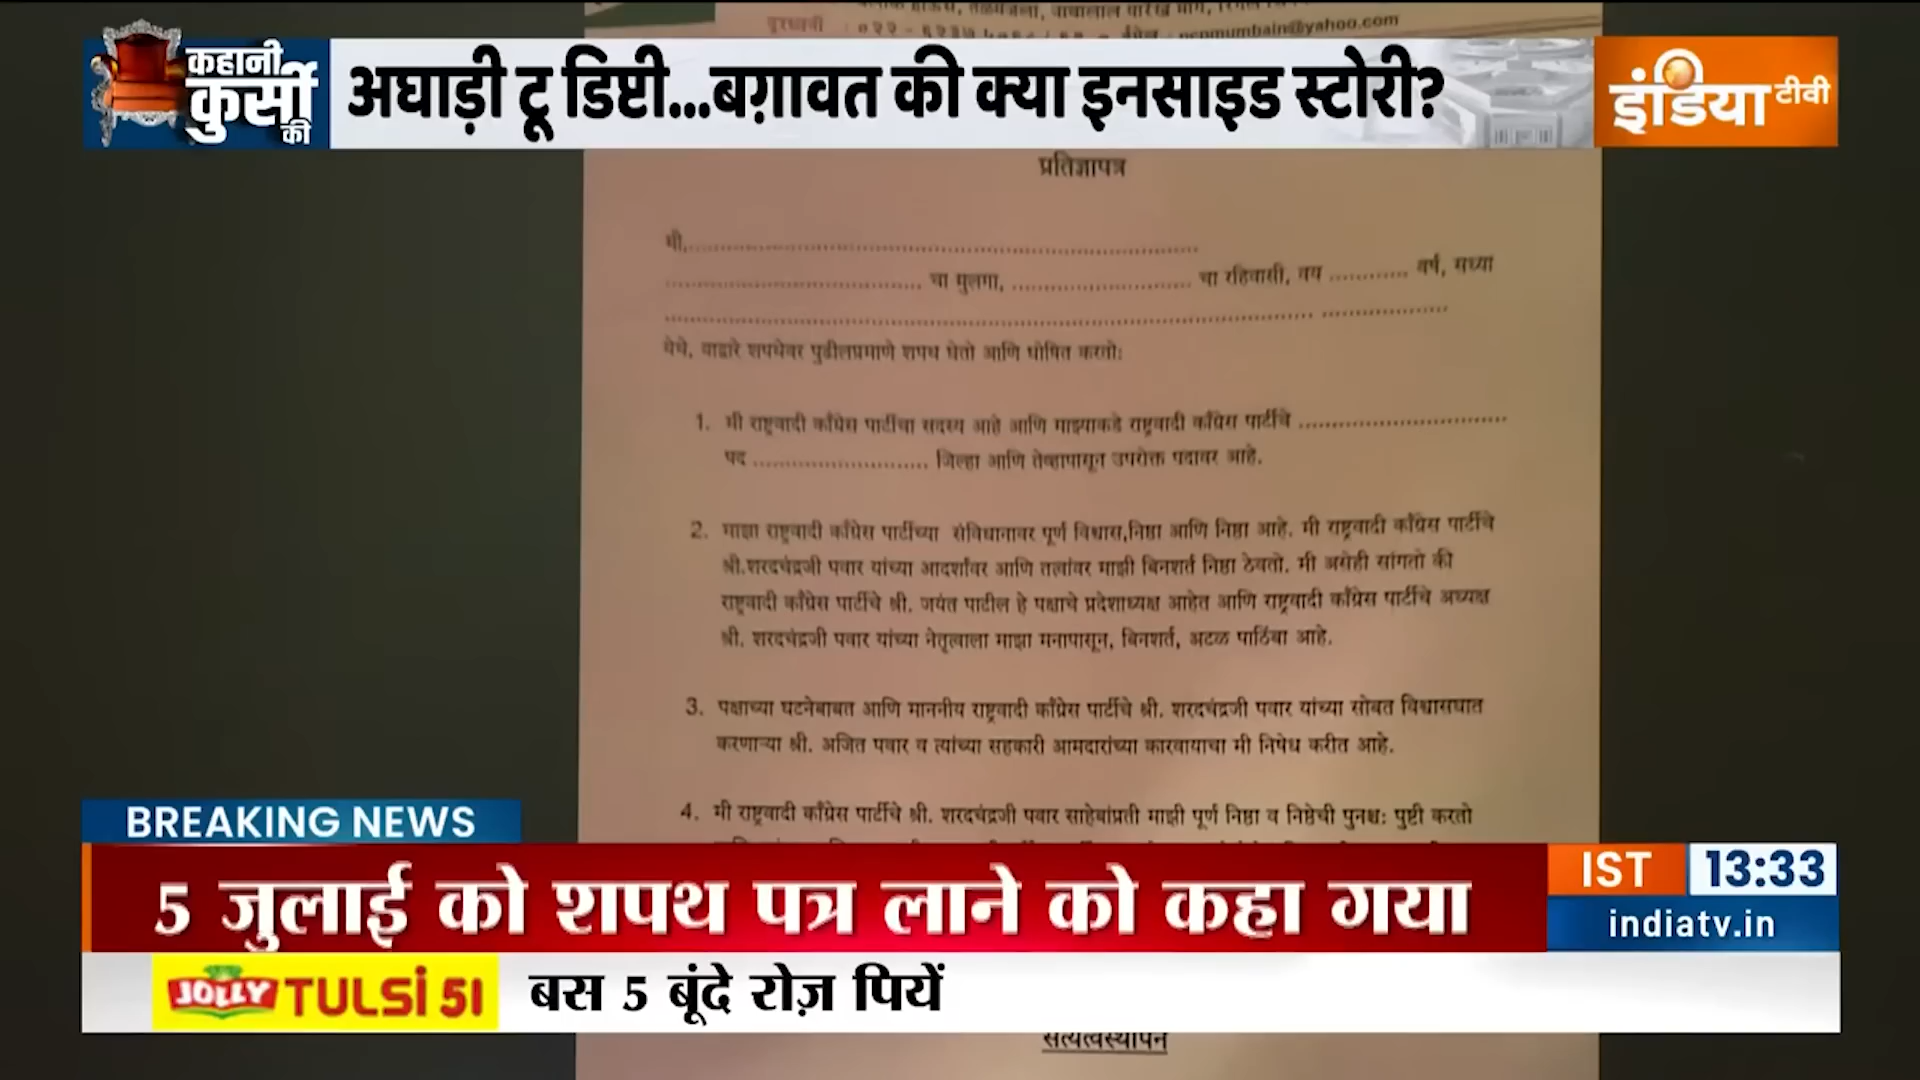 ncpmumbain@yahoo.com
कहानी
कुर्सी
की
अघाड़ी टू डिप्टी...बग़ावत की क्या इनसाइड स्टोरी?
इंडिया टीवी
प्रतिज्ञापत्र
मी,..........................................................................
...................................... चा मुलगा, ........................... चा रहिवासी, वय ............ वर्ष, सध्या
येथे, याद्वारे शपथेवर पुढीलप्रमाणे शपथ घेतो आणि घोषित करतो:
1. मी राष्ट्रवादी काँग्रेस पार्टीचा सदस्य आहे आणि माझ्याकडे राष्ट्रवादी काँग्रेस पार्टीचे ...............................
पद .......................... जिल्हा आणि तेव्हापासून उपरोक्त पदावर आहे.
2. माझा राष्ट्रवादी काँग्रेस पार्टीच्या संविधानावर पूर्ण विश्वास,निष्ठा आणि निष्ठा आहे. मी राष्ट्रवादी काँग्रेस पार्टीचे
श्री.शरदचंद्रजी पवार यांच्या आदर्शांवर आणि तत्वांवर माझी बिनशर्त निष्ठा ठेवतो. मी असेही सांगतो की
राष्ट्रवादी काँग्रेस पार्टीचे श्री. जयंत पाटील हे पक्षाचे प्रदेशाध्यक्ष आहेत आणि राष्ट्रवादी काँग्रेस पार्टीचे अध्यक्ष
श्री. शरदचंद्रजी पवार यांच्या नेतृत्वाला माझा मनापासून, बिनशर्त, अटळ पाठिंबा आहे.
3. पक्षाच्या घटनेबाबत आणि माननीय राष्ट्रवादी काँग्रेस पार्टीचे श्री. शरदचंद्रजी पवार यांच्या सोबत विश्वासघात
करणाऱ्या श्री. अजित पवार व त्यांच्या सहकारी आमदारांच्या कारवायाचा मी निषेध करीत आहे.
4. मी राष्ट्रवादी काँग्रेस पार्टीचे श्री. शरदचंद्रजी पवार साहेबांप्रती माझी पूर्ण निष्ठा व निष्ठेची पुनश्च: पुष्टी करतो
BREAKING NEWS
5 जुलाई को शपथ पत्र लाने को कहा गया
IST 13:33
indiatv.in
JOLLY TULSI 51
बस 5 बूंदे रोज़ पियें
सत्यत्वस्थापन